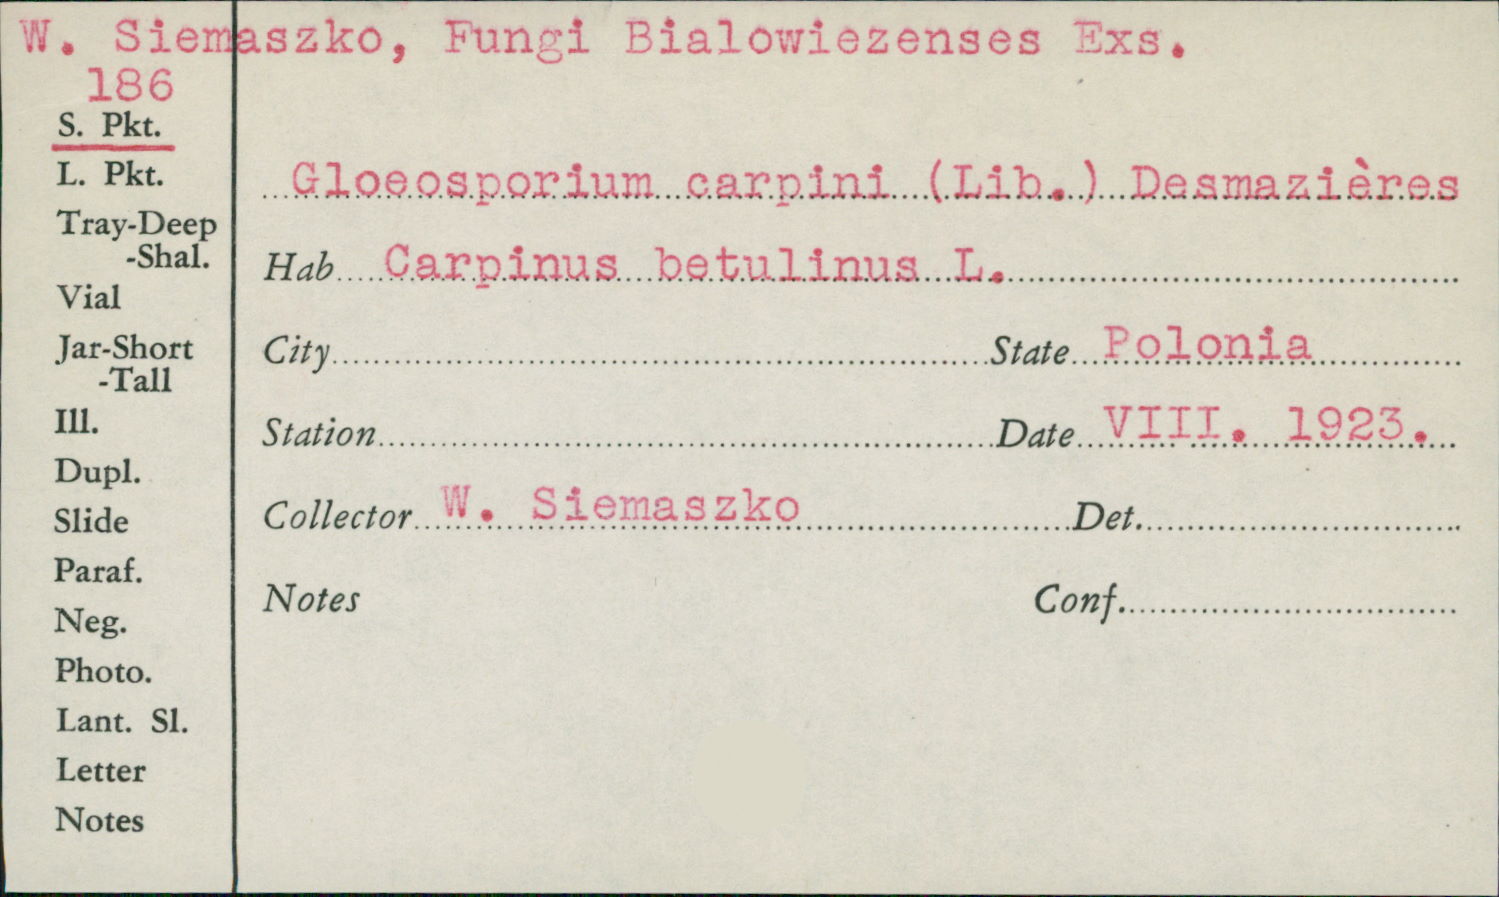 W. Siemaszko, Fungi Bialowiezenses Exs.
186
S. Pkt.
L. Pkt.
Tray-Deep
-Shal.
Vial
Jar-Short
-Tall
Ill.
Dupl.
Slide
Paraf.
Neg.
Photo.
Lant. Sl.
Letter
Notes
Gloeosporium carpini (Lib.) Desmazières
Hab Carpinus betulinus L.
City State Polonia
Station Date VIII. 1923.
Collector W. Siemaszko Det.
Notes Conf.